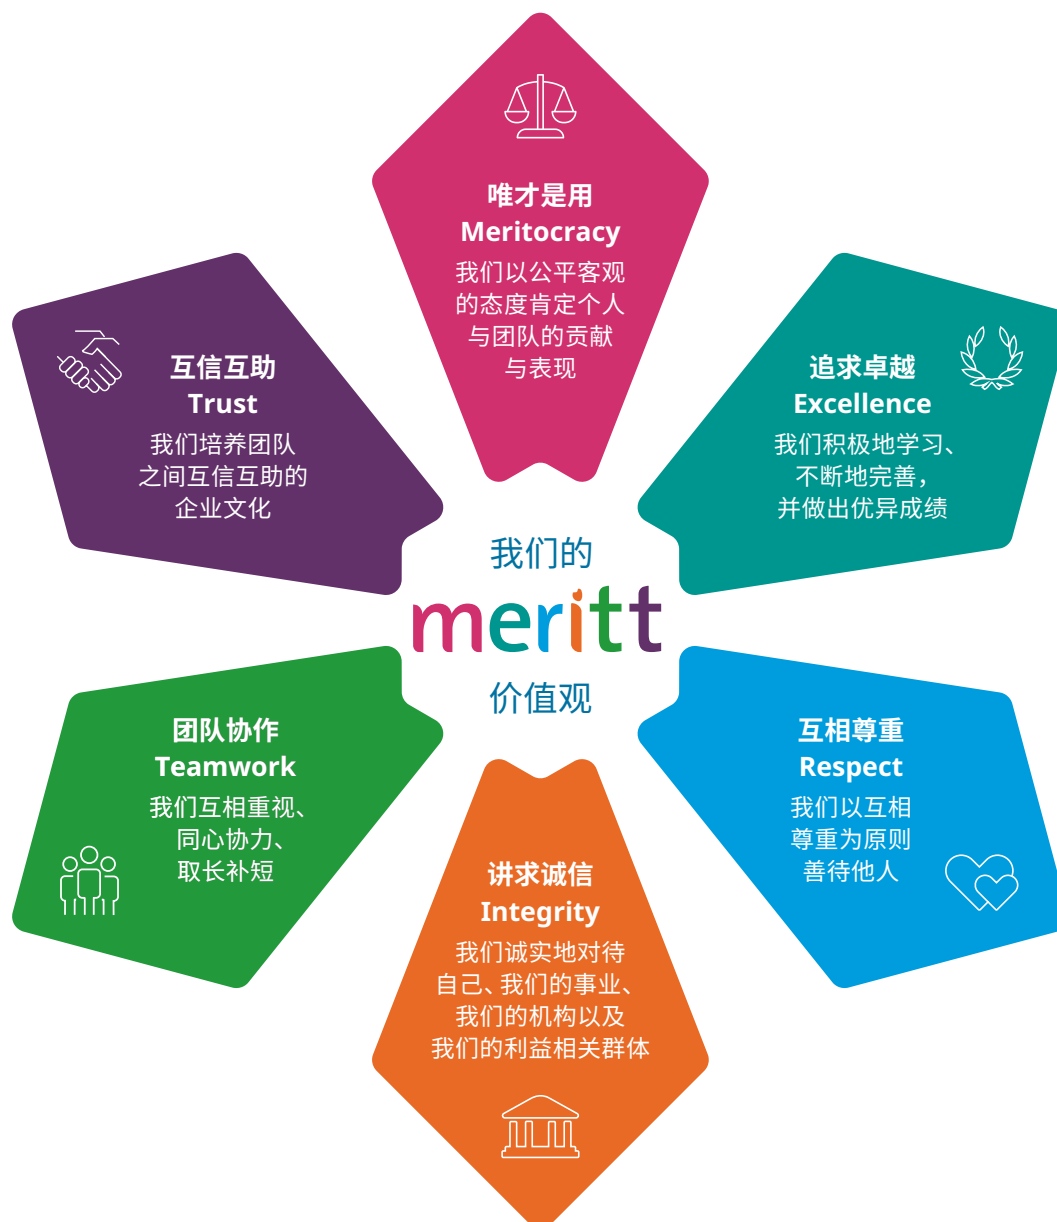 唯才是用
Meritocracy
我们以公平客观
的态度肯定个人
与团队的贡献
与表现
追求卓越
Excellence
我们积极地学习、
不断地完善，
并做出优异成绩
互相尊重
Respect
我们以互相
尊重为原则
善待他人
讲求诚信
Integrity
我们诚实地对待
自己、我们的事业、
我们的机构以及
我们的利益相关群体
团队协作
Teamwork
我们互相重视、
同心协力、
取长补短
互信互助
Trust
我们培养团队
之间互信互助的
企业文化
我们的
meritt
价值观